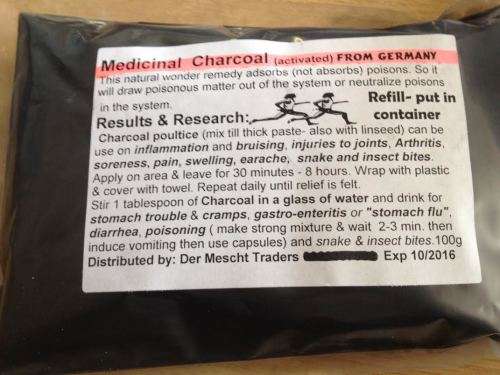 Medicinal Charcoal (activated) FROM GERMANY
This natural wonder remedy adsorbs (not absorbs) poisons. So it
will draw poisonous matter out of the system or neutralize poisons
in the system.
Refill- put in
container
Results & Research:
Charcoal poultice (mix till thick paste- also with linseed) can be
use on inflammation and bruising, injuries to joints, Arthritis,
soreness, pain, swelling, earache, snake and insect bites.
Apply on area & leave for 30 minutes - 8 hours. Wrap with plastic
& cover with towel. Repeat daily until relief is felt.
Stir 1 tablespoon of Charcoal in a glass of water and drink for
stomach trouble & cramps, gastro-enteritis or "stomach flu",
diarrhea, poisoning ( make strong mixture & wait 2-3 min. then
induce vomiting then use capsules) and snake & insect bites.100g
Distributed by: Der Mescht Traders Exp 10/2016